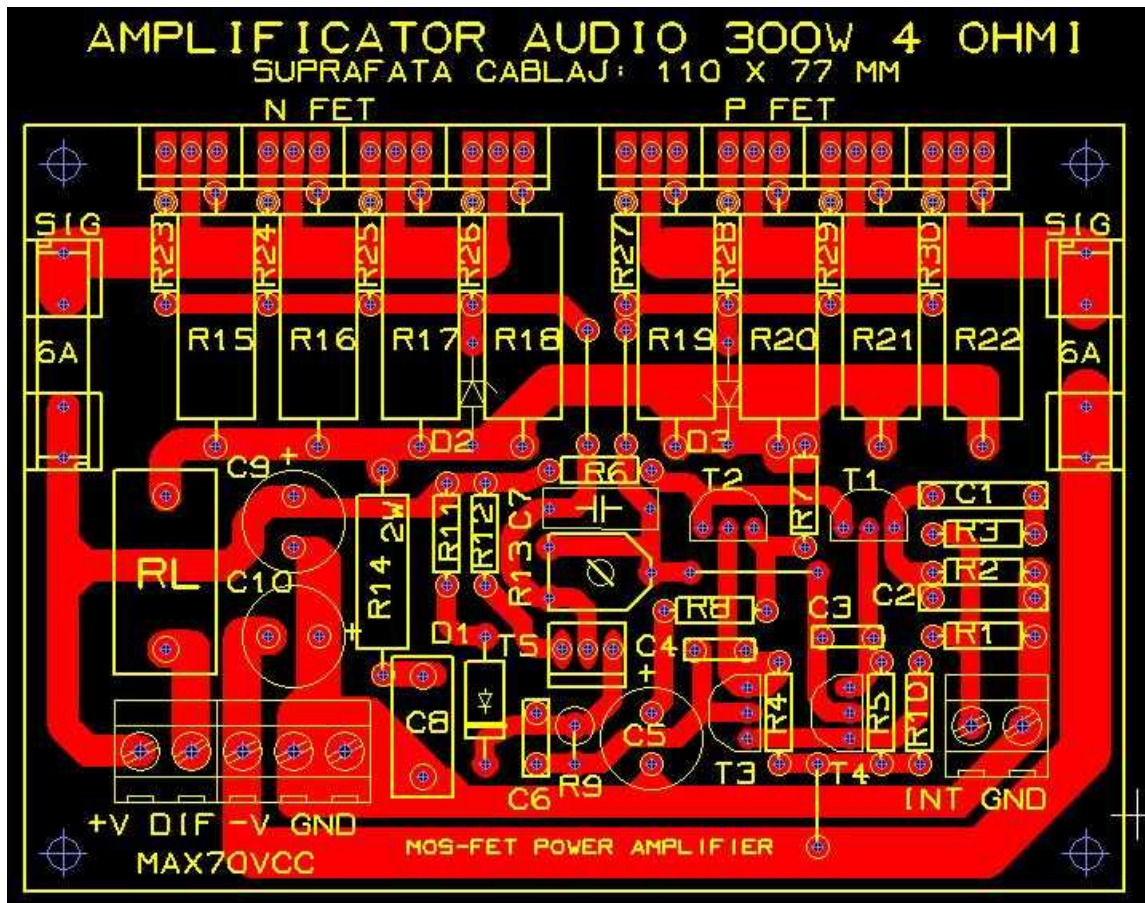 AMPLIFICATOR AUDIO 300W 4 OHMI
SUPRAFATA CABLAJ: 110 X 77 MM
N FET P FET
SIG R23 R24 R25 R26 R27 R28 R29 R30 SIG
6A R15 R16 R17 R18 R19 R20 R21 R22 6A
D2 D3
C9 + R6 T2 T1 C1
2W R11 R12 C7 R7 R3
RL R14 R13 R2
C10 R8 C3 C2
+ D1 T5 C4 R1
+
C8 C5 R4 R5 R10
C6 R9 T3 T4
+V DIF -V GND INT GND
MAX70VCC MOS-FET POWER AMPLIFIER